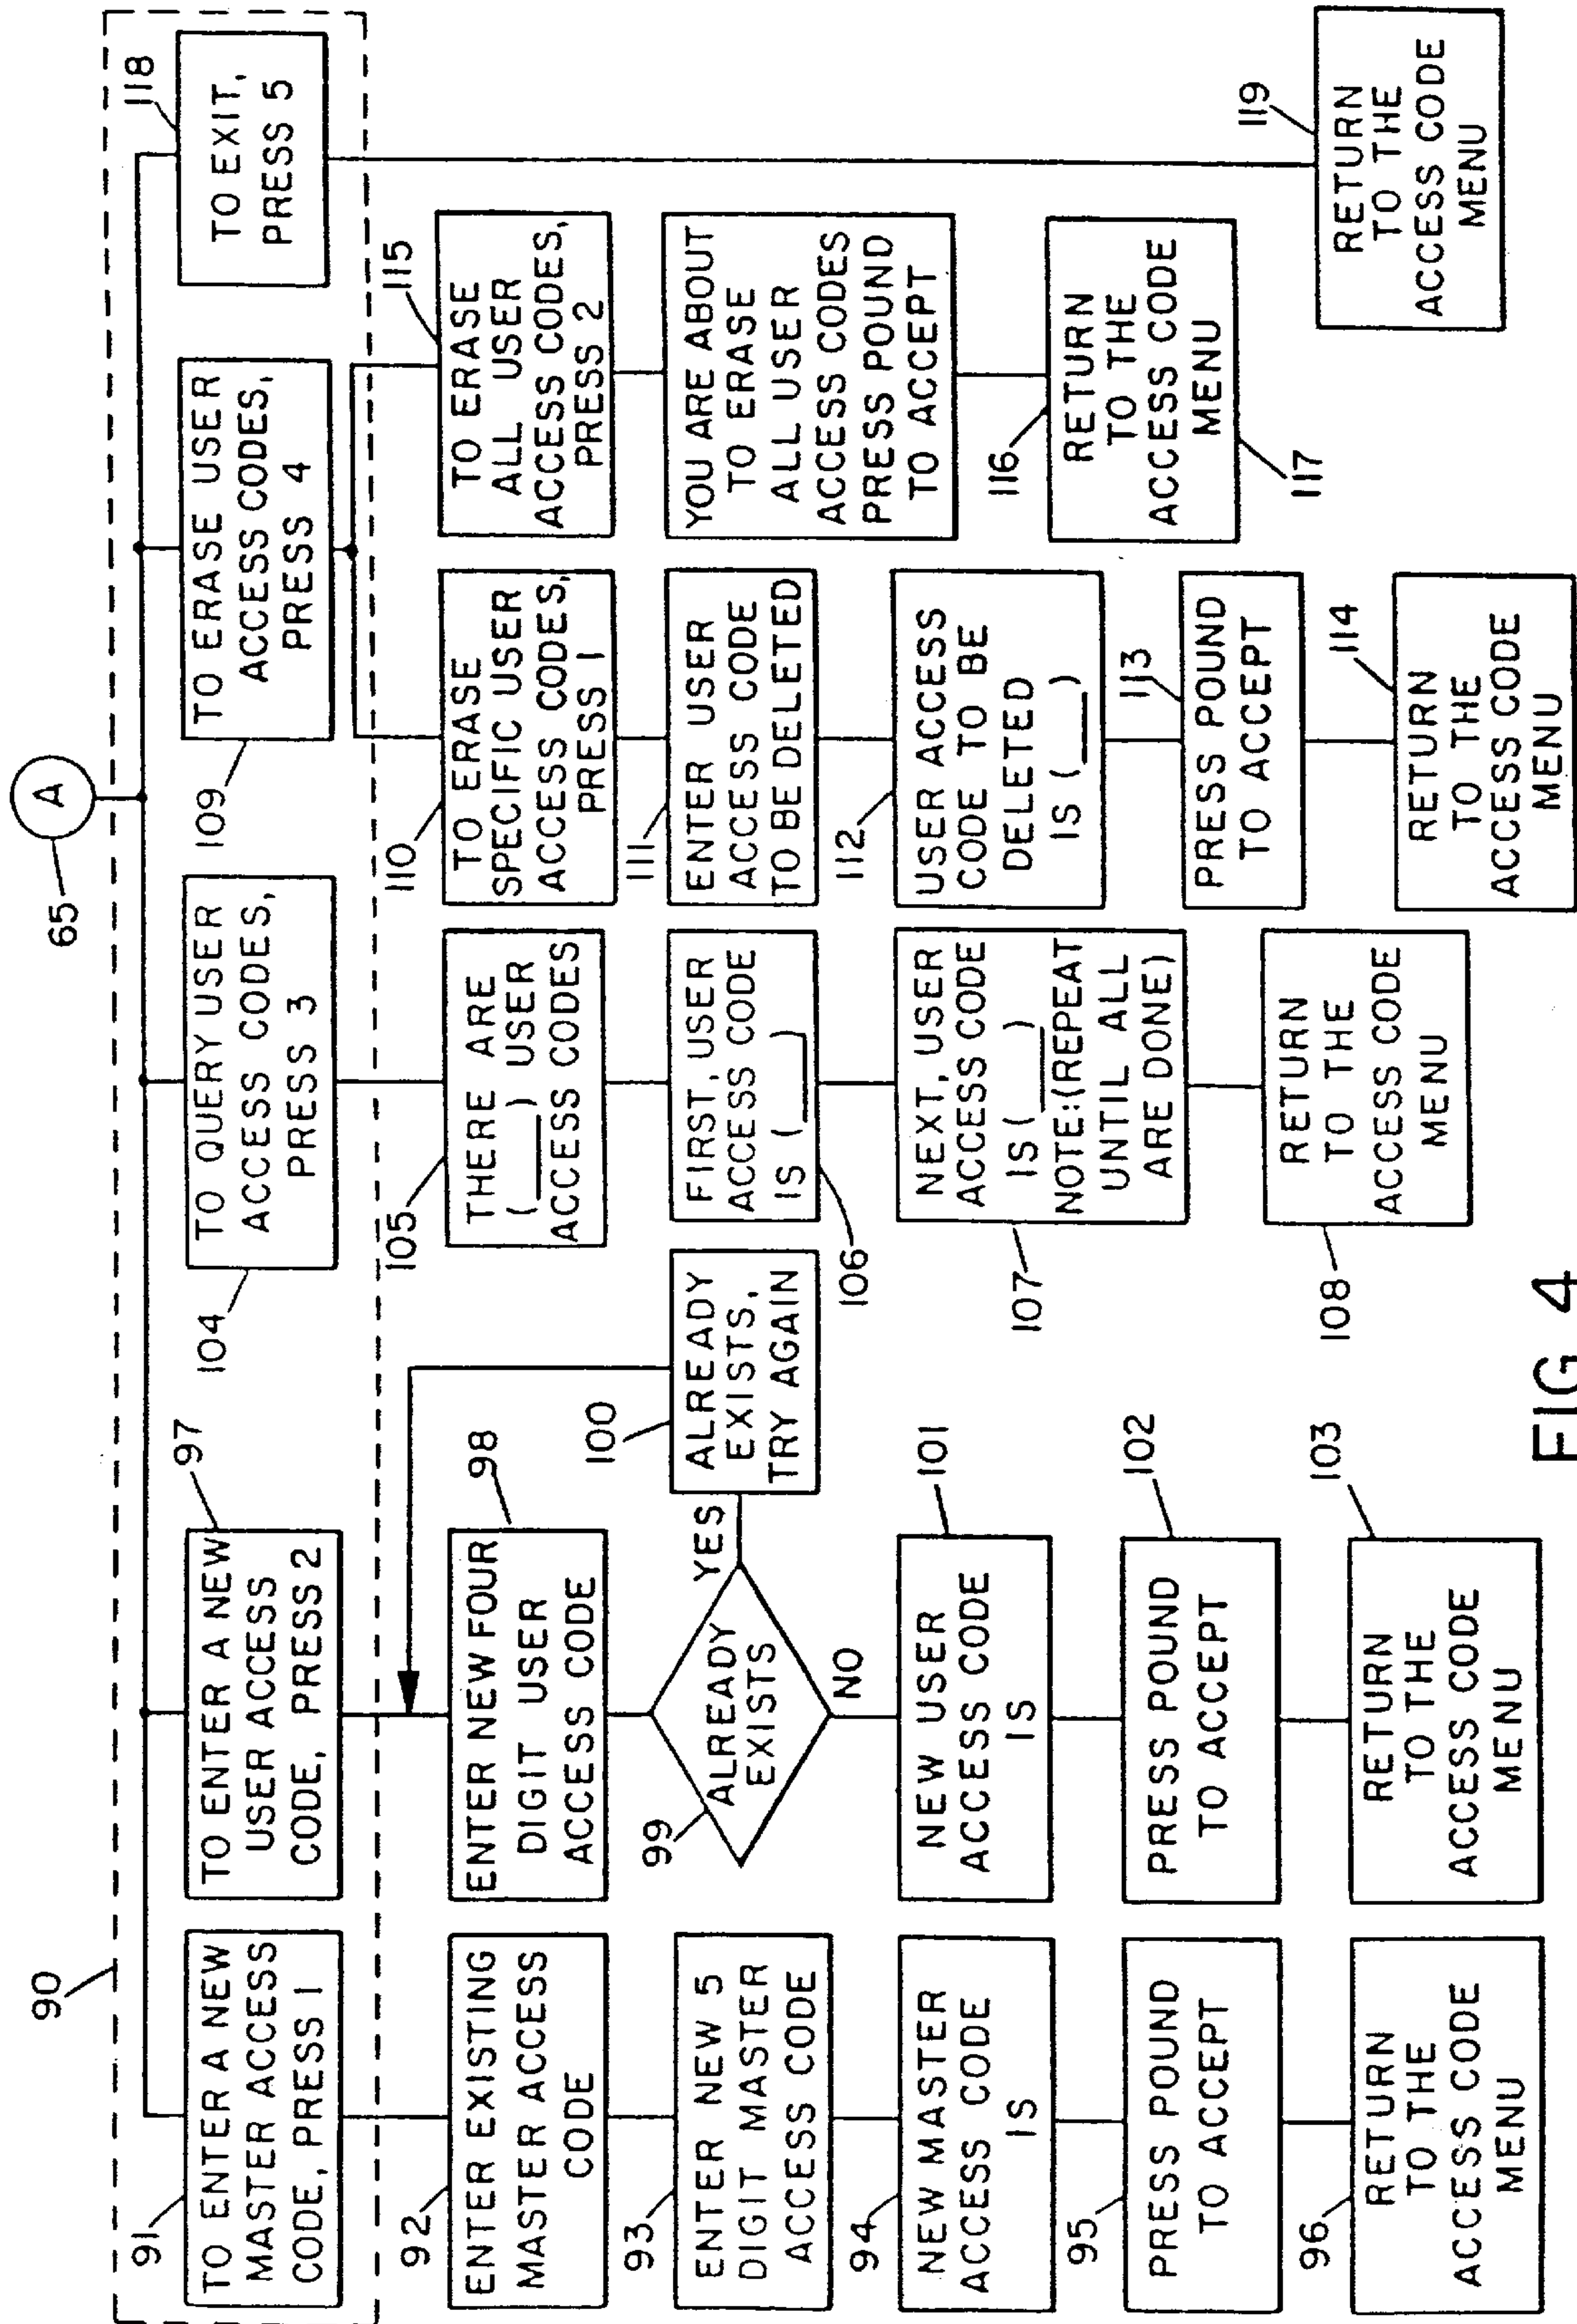 A
65
90
91
TO ENTER A NEW
MASTER ACCESS
CODE, PRESS 1
92
ENTER EXISTING
MASTER ACCESS
CODE
93
ENTER NEW 5
DIGIT MASTER
ACCESS CODE
94
NEW MASTER
ACCESS CODE
IS
95
PRESS POUND
TO ACCEPT
96
RETURN
TO THE
ACCESS CODE
MENU
97
TO ENTER A NEW
USER ACCESS
CODE, PRESS 2
98
ENTER NEW FOUR
DIGIT USER
ACCESS CODE
99
ALREADY
EXISTS
YES
NO
100
ALREADY
EXISTS,
TRY AGAIN
101
NEW USER
ACCESS CODE
IS
102
PRESS POUND
TO ACCEPT
103
RETURN
TO THE
ACCESS CODE
MENU
104
TO QUERY USER
ACCESS CODES,
PRESS 3
105
THERE ARE
(___) USER
ACCESS CODES
106
FIRST, USER
ACCESS CODE
IS (___)
107
NEXT, USER
ACCESS CODE
IS (___)
NOTE:(REPEAT
UNTIL ALL
ARE DONE)
108
RETURN
TO THE
ACCESS CODE
MENU
109
TO ERASE USER
ACCESS CODES,
PRESS 4
110
TO ERASE
SPECIFIC USER
ACCESS CODES,
PRESS 1
111
ENTER USER
ACCESS CODE
TO BE DELETED
112
USER ACCESS
CODE TO BE
DELETED
IS (___)
113
PRESS POUND
TO ACCEPT
114
RETURN
TO THE
ACCESS CODE
MENU
115
TO ERASE
ALL USER
ACCESS CODES,
PRESS 2
116
YOU ARE ABOUT
TO ERASE
ALL USER
ACCESS CODES
PRESS POUND
TO ACCEPT
117
RETURN
TO THE
ACCESS CODE
MENU
118
TO EXIT,
PRESS 5
119
RETURN
TO THE
ACCESS CODE
MENU
FIG. 4